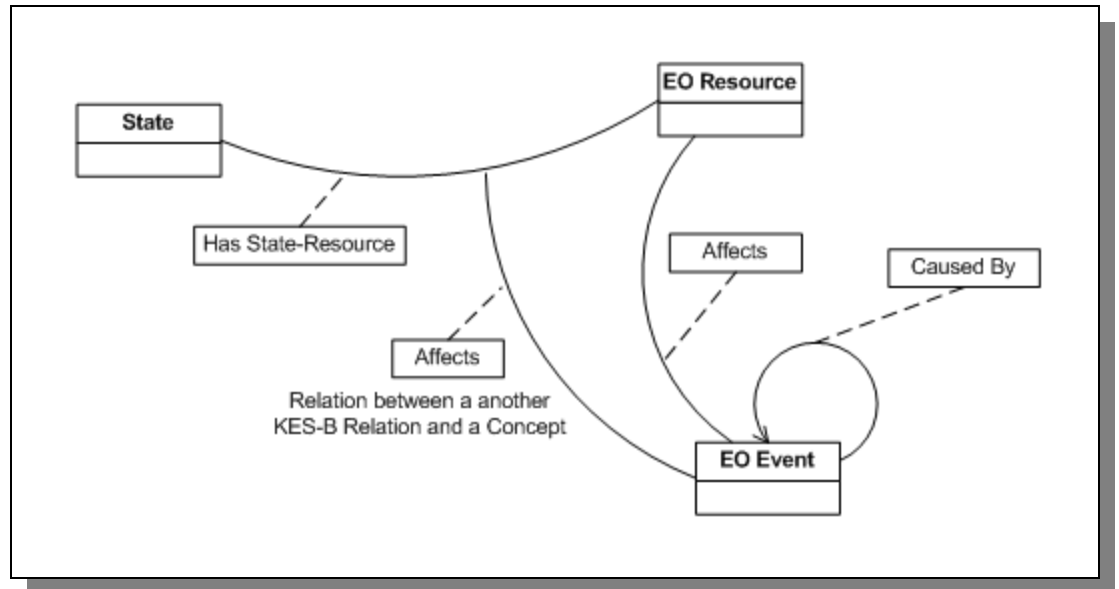 EO Resource
State
Has State-Resource
Affects
Caused By
Affects
Relation between a another
KES-B Relation and a Concept
EO Event